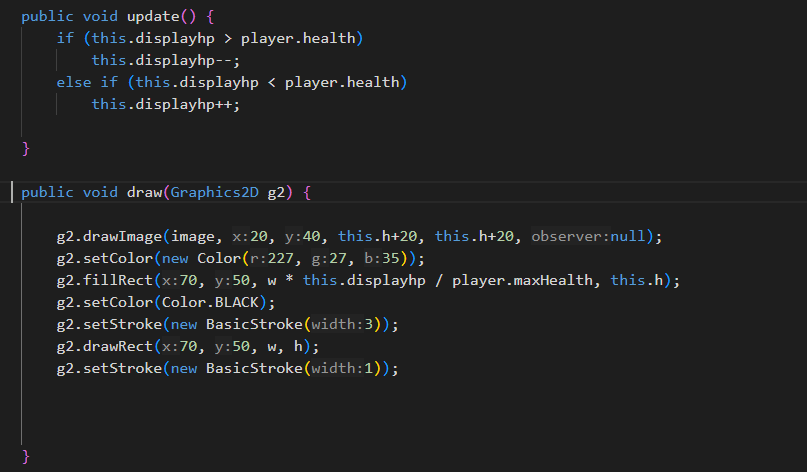 public void update() {
if (this.displayhp > player.health)
this.displayhp--;
else if (this.displayhp < player.health)
this.displayhp++;
}
public void draw(Graphics2D g2) {
g2.drawImage(image, x:20, y:40, this.h+20, this.h+20, observer:null);
g2.setColor(new Color(r:227, g:27, b:35));
g2.fillRect(x:70, y:50, w * this.displayhp / player.maxHealth, this.h);
g2.setColor(Color.BLACK);
g2.setStroke(new BasicStroke(width:3));
g2.drawRect(x:70, y:50, w, h);
g2.setStroke(new BasicStroke(width:1));
}